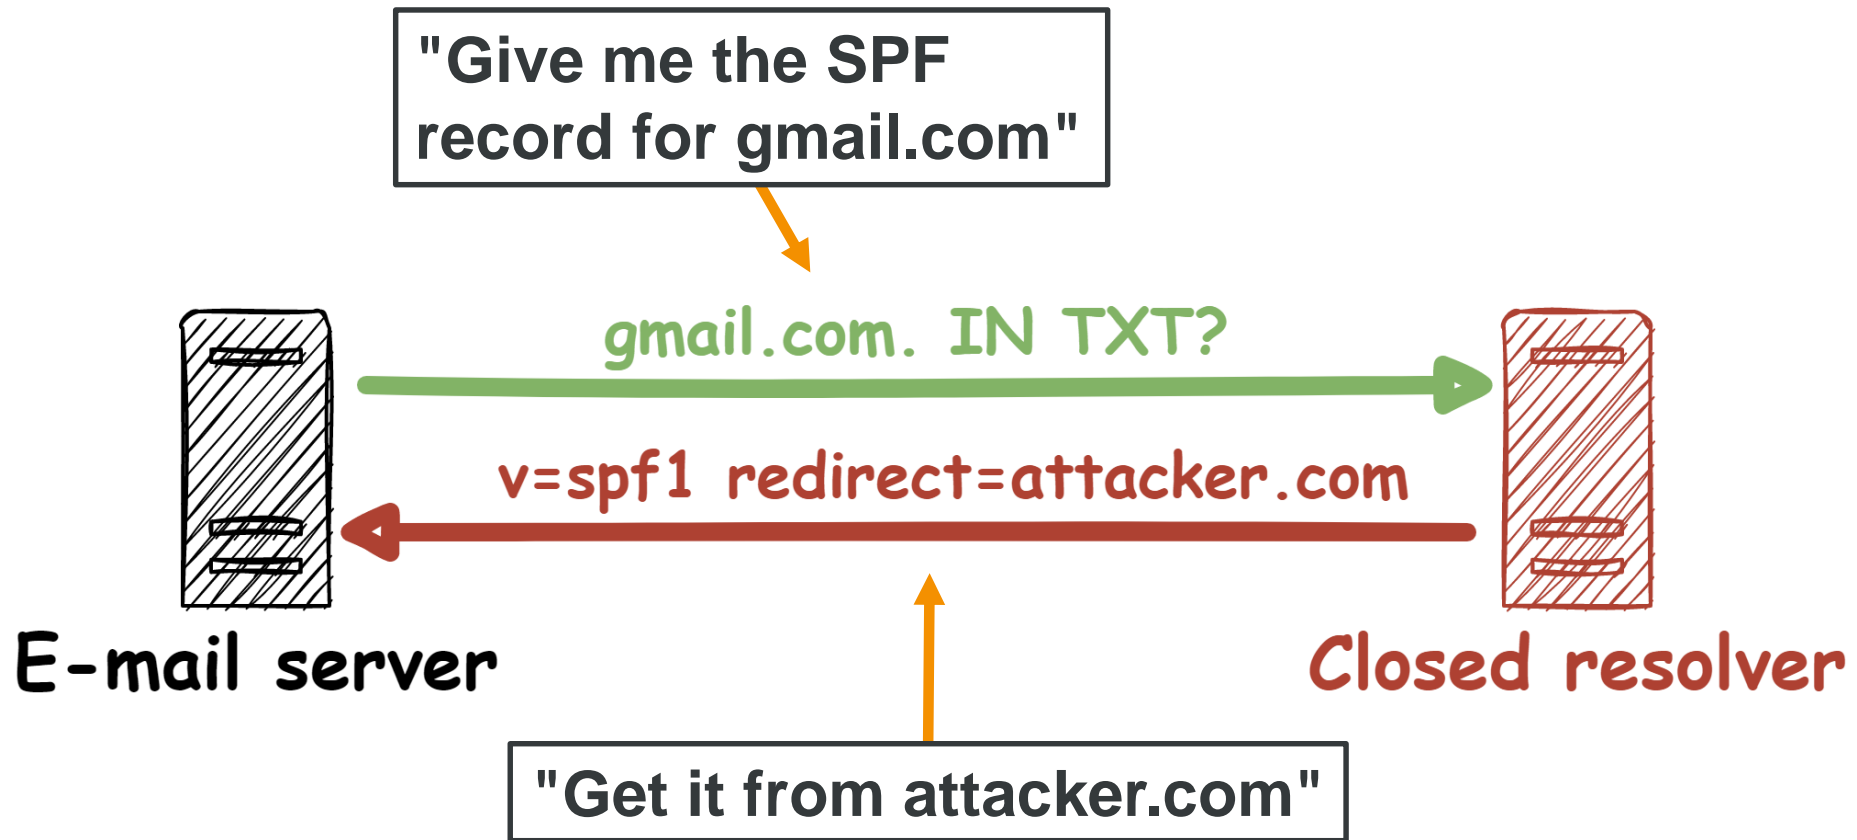 "Give me the SPF
record for gmail.com"
gmail.com. IN TXT?
v=spf1 redirect=attacker.com
E-mail server
Closed resolver
"Get it from attacker.com"